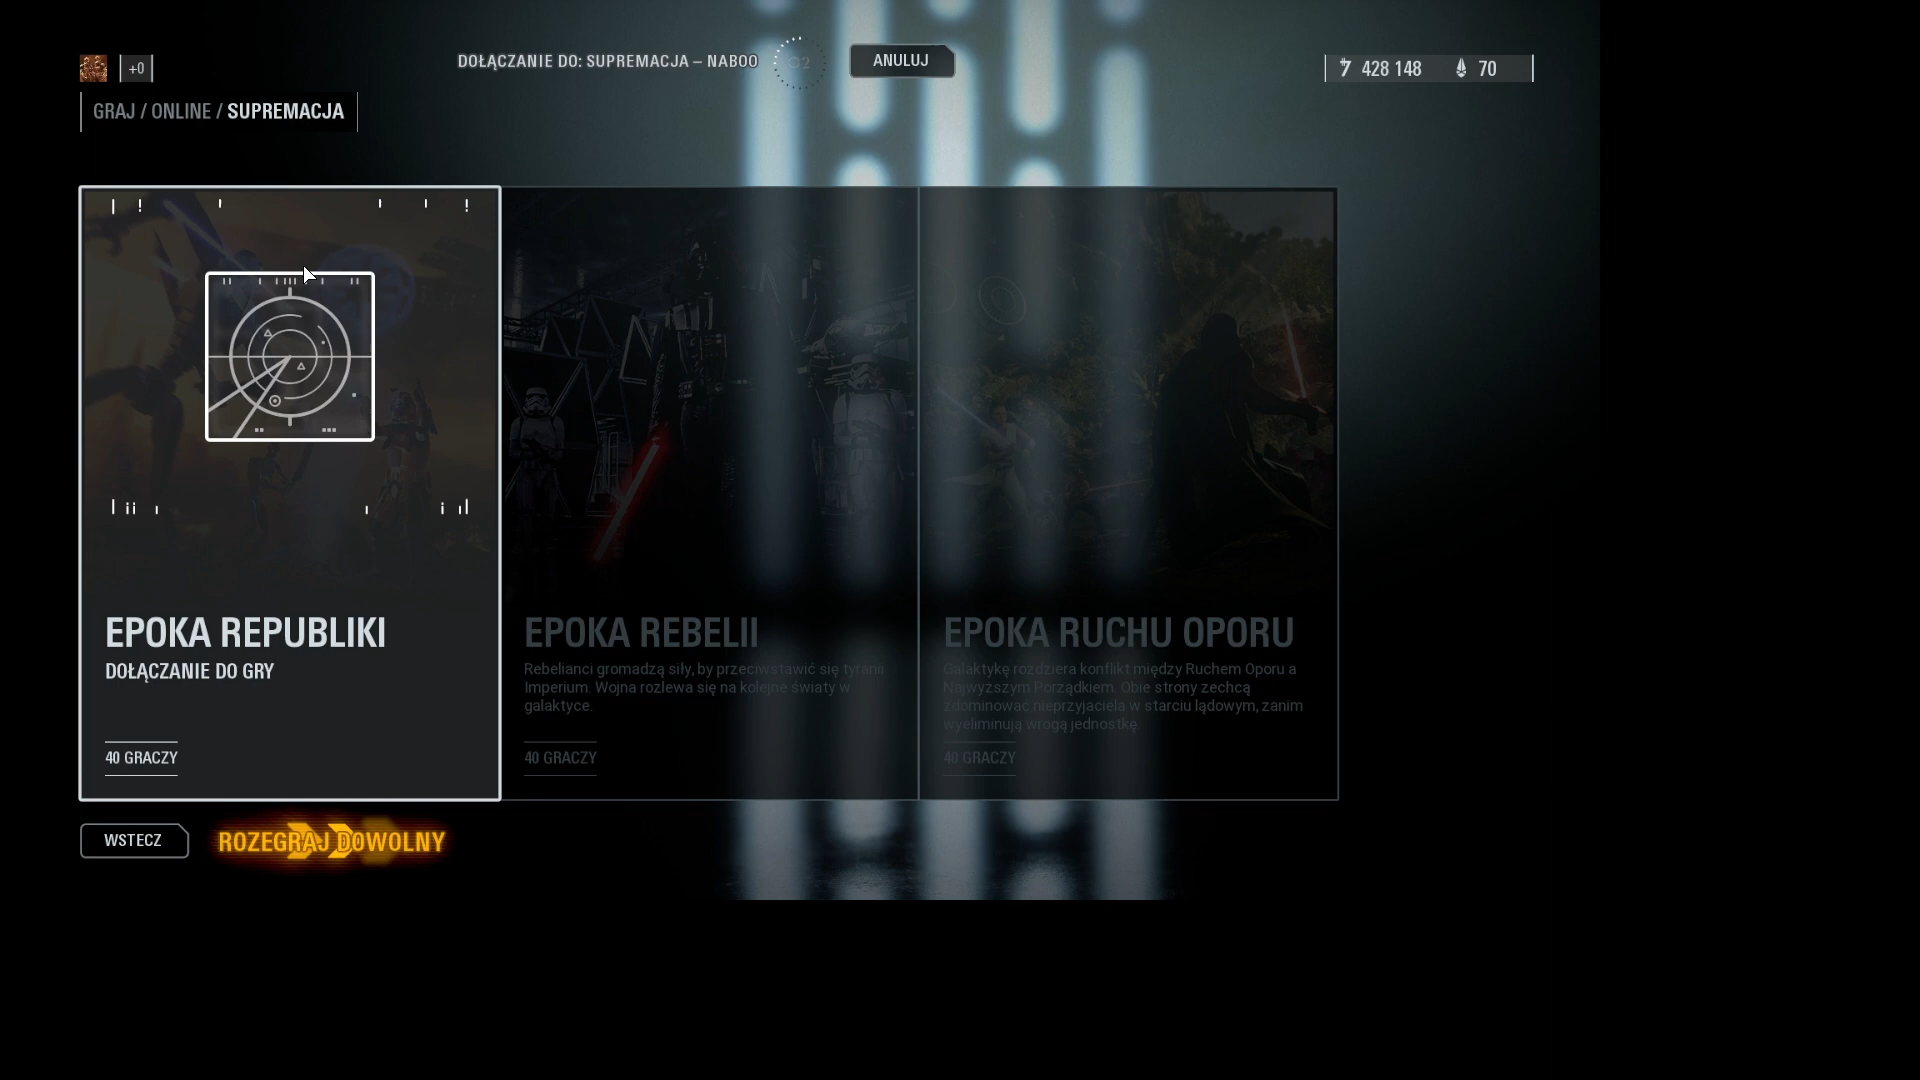 DOŁĄCZANIE DO: SUPREMACJA – NABOO
ANULUJ
+0
428 148
70
GRAJ / ONLINE / SUPREMACJA
EPOKA REPUBLIKI
DOŁĄCZANIE DO GRY
40 GRACZY
EPOKA REBELII
Rebelianci gromadzą siły, by przeciwstawić się tyranii
Imperium. Wojna rozlewa się na kolejne światy w
galaktyce.
40 GRACZY
EPOKA RUCHU OPORU
Galaktykę rozdziera konflikt między Ruchem Oporu a
Najwyższym Porządkiem. Obie strony zechcą
zdominować nieprzyjaciela w starciu lądowym, zanim
wyeliminują wrogą jednostkę.
40 GRACZY
WSTECZ
ROZEGRAJ DOWOLNY